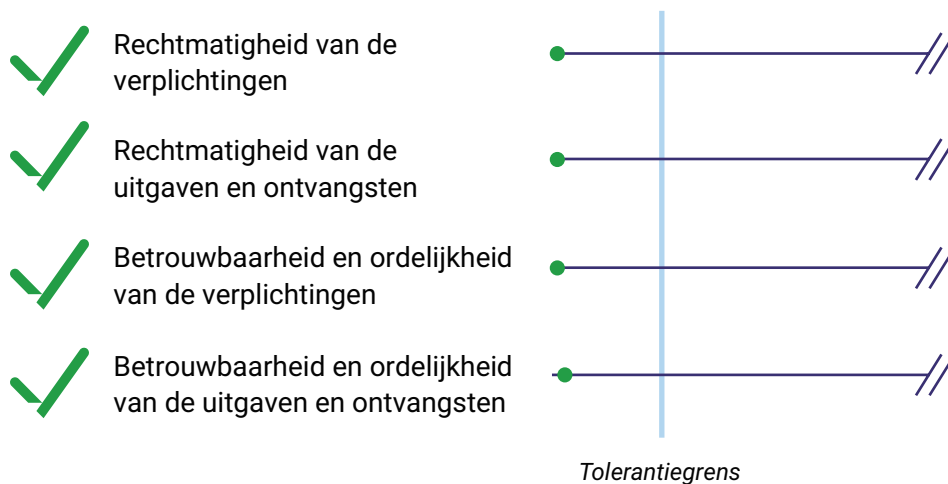 Rechtmatigheid van de
verplichtingen
Rechtmatigheid van de
uitgaven en ontvangsten
Betrouwbaarheid en ordelijkheid
van de verplichtingen
Betrouwbaarheid en ordelijkheid
van de uitgaven en ontvangsten
Tolerantiegrens